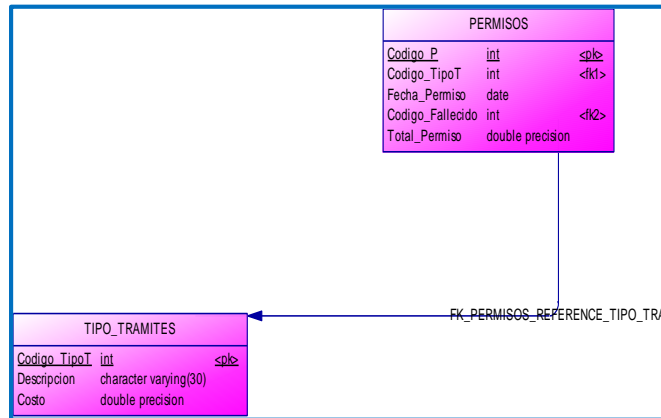 PERMISOS
Codigo_P int <pk>
Codigo_TipoT int <fk1>
Fecha_Permiso date
Codigo_Fallecido int <fk2>
Total_Permiso double precision
FK_PERMISOS_REFERENCE_TIPO_TRA
TIPO_TRAMITES
Codigo_TipoT int <pk>
Descripcion character varying(30)
Costo double precision